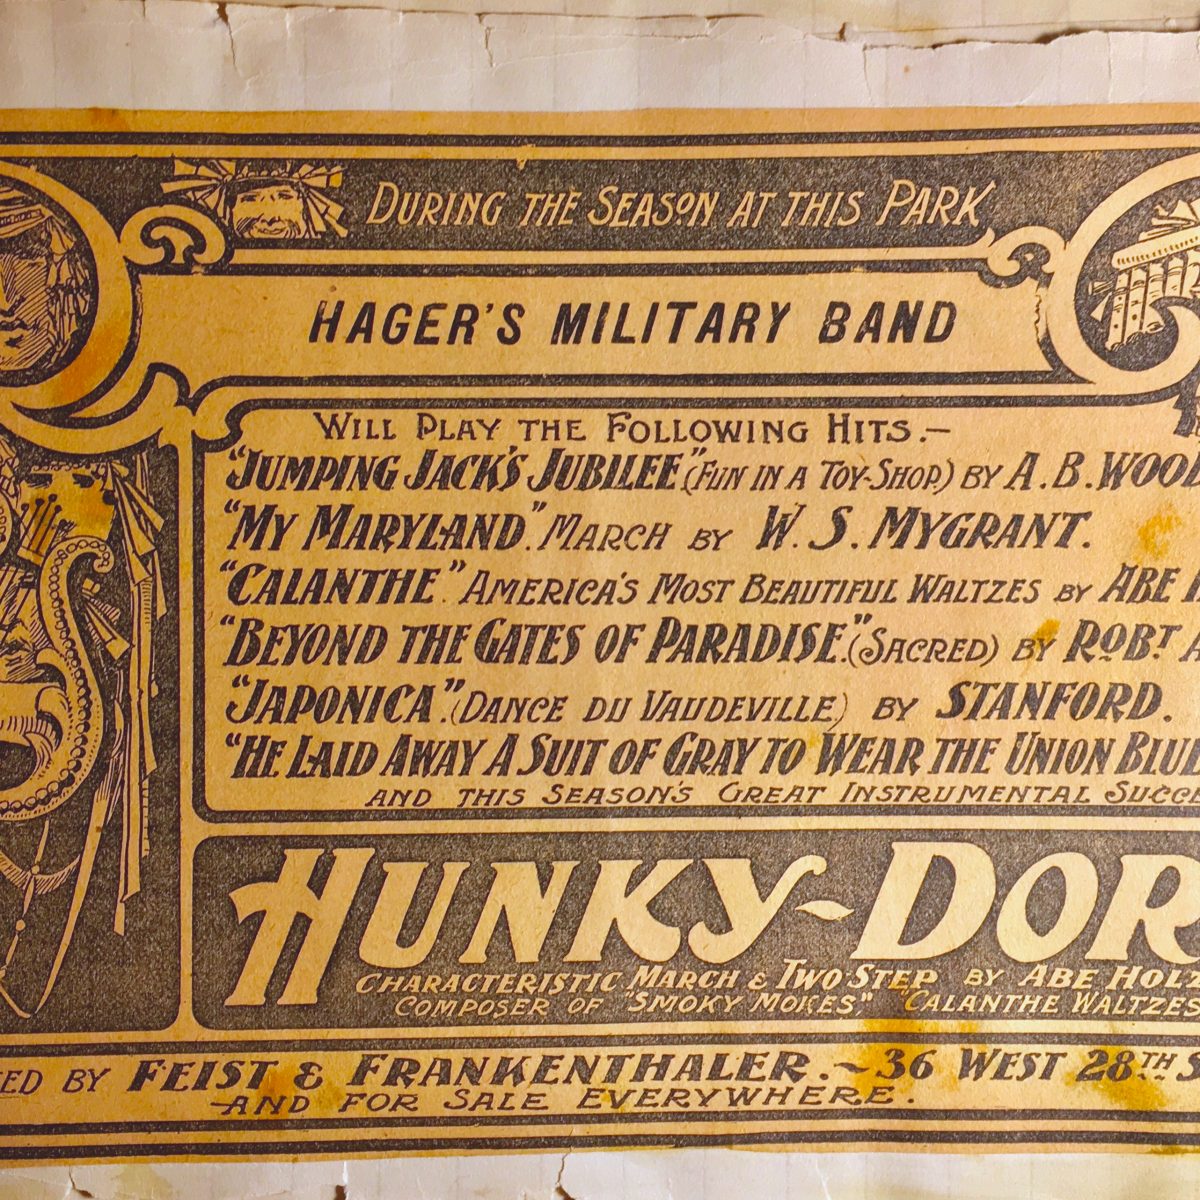 DURING THE SEASON AT THIS PARK
HAGER'S MILITARY BAND
WILL PLAY THE FOLLOWING HITS.—
"JUMPING JACK'S JUBILEE" (FUN IN A TOY-SHOP.) BY A. B. WOOD
"MY MARYLAND." MARCH BY W. S. MYGRANT.
"CALANTHE." AMERICA'S MOST BEAUTIFUL WALTZES BY ABE
"BEYOND THE GATES OF PARADISE." (SACRED) BY ROBT.
"JAPONICA." (DANCE DU VAUDEVILLE) BY STANFORD.
"HE LAID AWAY A SUIT OF GRAY TO WEAR THE UNION BLUE
AND THIS SEASON'S GREAT INSTRUMENTAL SUCCE
HUNKY-DOR
CHARACTERISTIC MARCH & TWO STEP BY ABE HOLZ
COMPOSER OF "SMOKY MOKES," "CALANTHE WALTZES
ED BY FEIST & FRANKENTHALER.~36 WEST 28TH S
AND FOR SALE EVERYWHERE.